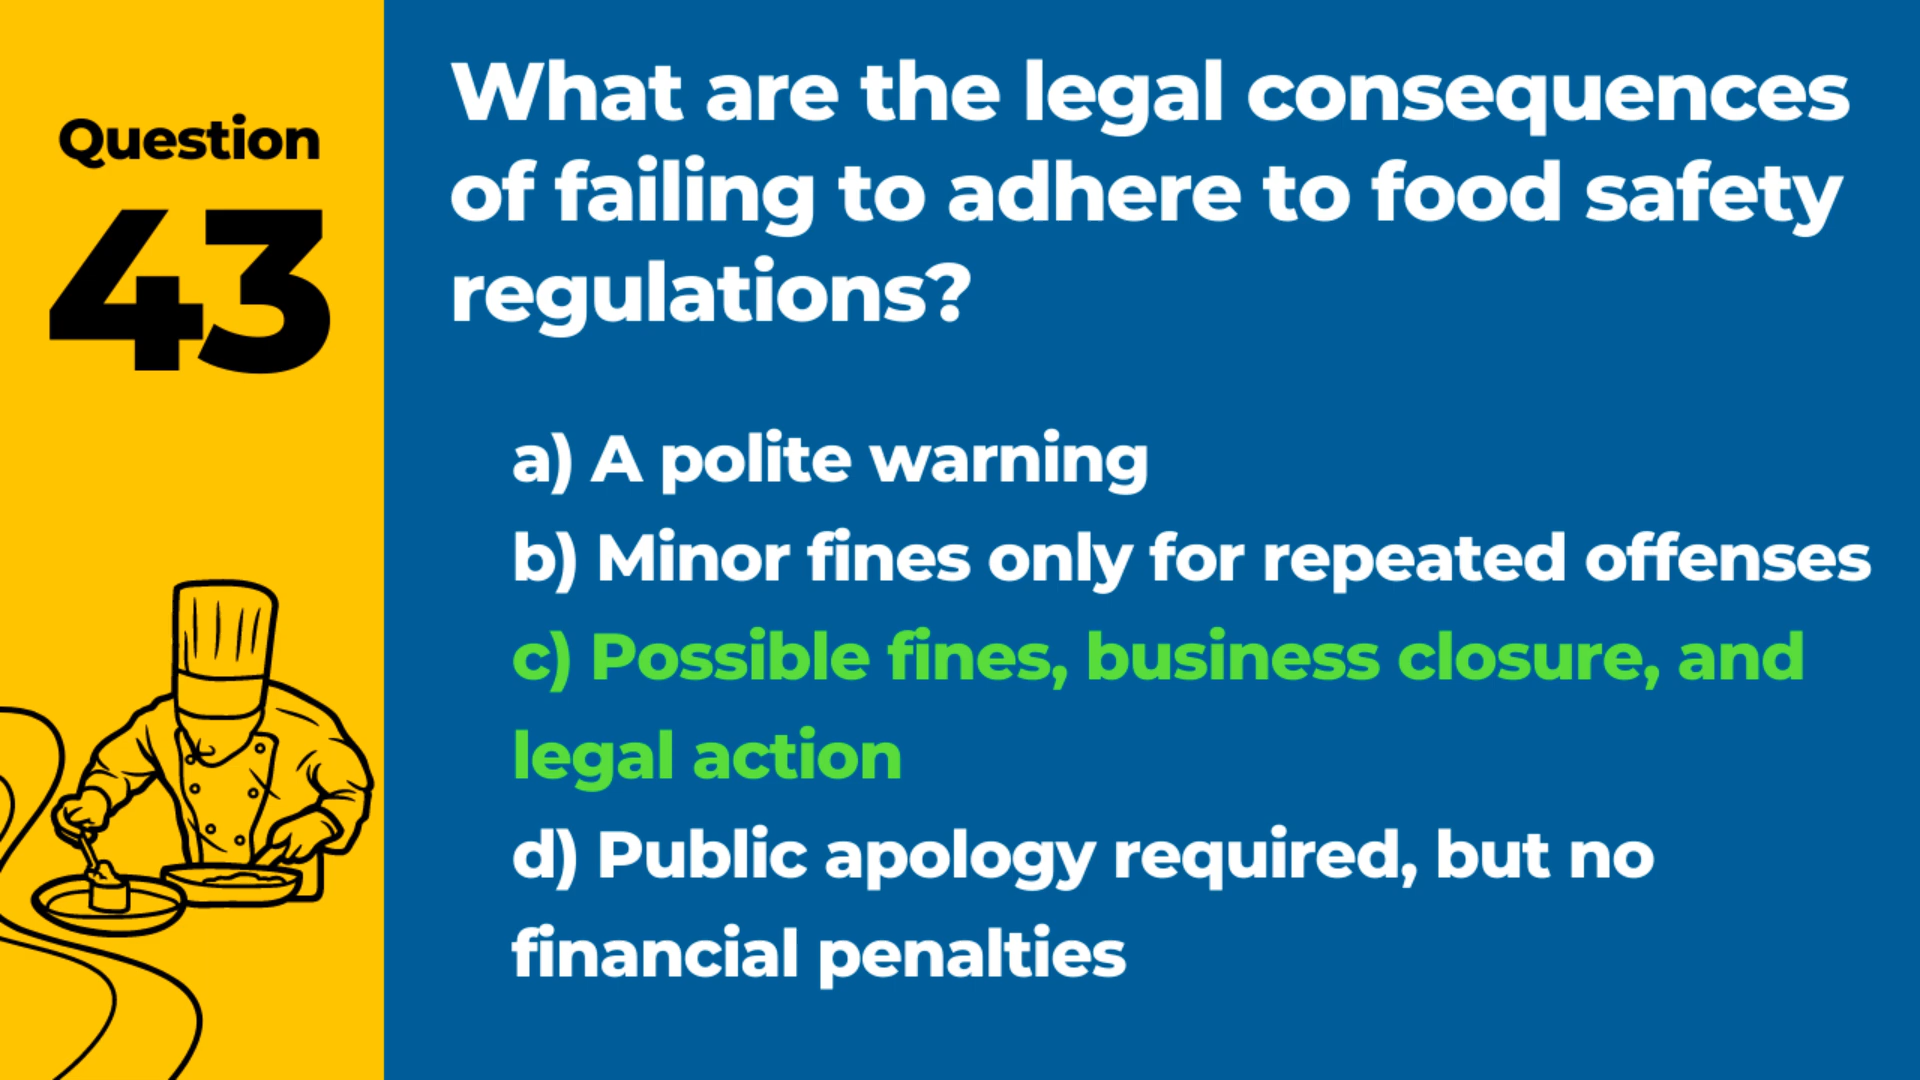 Question
43
What are the legal consequences
of failing to adhere to food safety
regulations?
a) A polite warning
b) Minor fines only for repeated offenses
c) Possible fines, business closure, and
legal action
d) Public apology required, but no
financial penalties